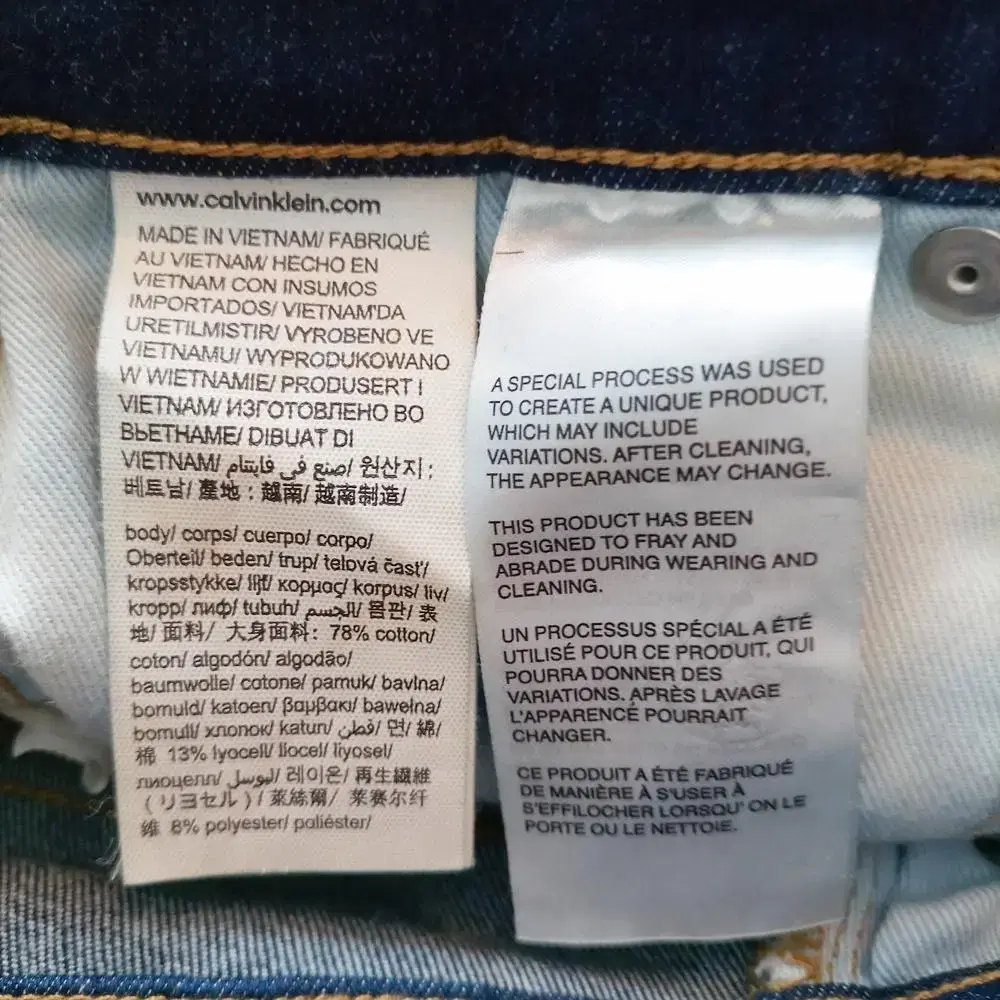 www.calvinklein.com
MADE IN VIETNAM/ FABRIQUÉ
AU VIETNAM/ HECHO EN
VIETNAM CON INSUMOS
IMPORTADOS/ VIETNAM'DA
URETILMISTIR/ VYROBENO VE
VIETNAMU/ WYPRODUKOWANO
W WIETNAMIE/ PRODUSERT I
VIETNAM/ ИЗГОТОВЛЕНО ВО
ВЬЕТНАМЕ/ DIBUAT DI
VIETNAM/ صنع في فايتنام/ 원산지 :
베트남/ 產地 : 越南/ 越南制造/
body/ corps/ cuerpo/ corpo/
Oberteil/ beden/ trup/ telová časť/
kropsstykke/ lijf/ κορμας/ korpus/ liv/
kropp/ лиф/ tubuh/ الجسم/ 몸판/ 表
地/ 面料/ 大身面料: 78% cotton/
coton/ algodón/ algodão/
baumwolle/ cotone/ pamuk/ bavlna/
bomuld/ katoen/ βαμβακι/ bawełna/
bomull/ хлопок/ katun/ قطن/ 면/ 綿/
棉 13% lyocell/ liocel/ liyosel/
лиоцелл/ ليوسل/ 레이온/ 再生繊維
(リヨセル)/ 萊絲爾/ 莱赛尔纤
維 8% polyester/ poliéster/
A SPECIAL PROCESS WAS USED
TO CREATE A UNIQUE PRODUCT,
WHICH MAY INCLUDE
VARIATIONS. AFTER CLEANING,
THE APPEARANCE MAY CHANGE.
THIS PRODUCT HAS BEEN
DESIGNED TO FRAY AND
ABRADE DURING WEARING AND
CLEANING.
UN PROCESSUS SPÉCIAL A ÉTÉ
UTILISÉ POUR CE PRODUIT, QUI
POURRA DONNER DES
VARIATIONS. APRÈS LAVAGE
L'APPARENCE POURRAIT
CHANGER.
CE PRODUIT A ÉTÉ FABRIQUÉ
DE MANIÈRE À S'USER À
S'EFFILOCHER LORSQU' ON LE
PORTE OU LE NETTOIE.